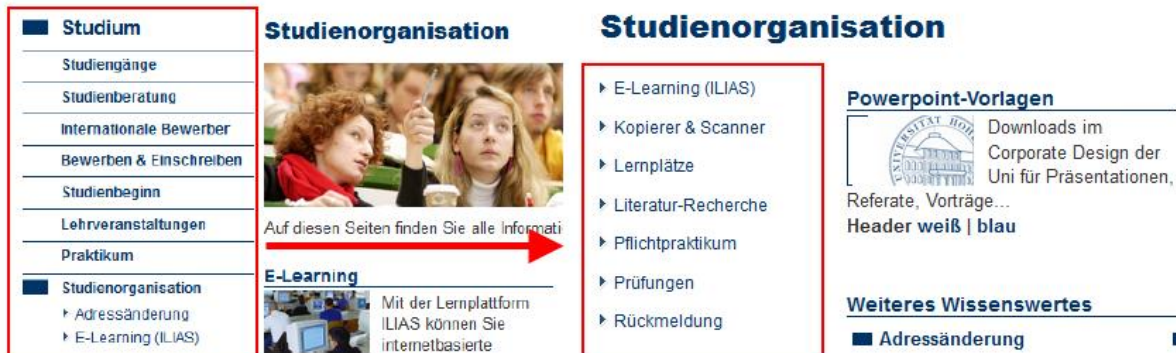 Studium
Studiengänge
Studienberatung
Internationale Bewerber
Bewerben & Einschreiben
Studienbeginn
Lehrveranstaltungen
Praktikum
Studienorganisation
Adressänderung
E-Learning (ILIAS)
Studienorganisation
Auf diesen Seiten finden Sie alle Informati
E-Learning
Mit der Lernplattform
ILIAS können Sie
internetbasierte
Studienorganisation
E-Learning (ILIAS)
Kopierer & Scanner
Lernplätze
Literatur-Recherche
Pflichtpraktikum
Prüfungen
Rückmeldung
Powerpoint-Vorlagen
UNIVERSITÄT HOH
Downloads im
Corporate Design der
Uni für Präsentationen,
Referate, Vorträge...
Header weiß | blau
Weiteres Wissenswertes
Adressänderung